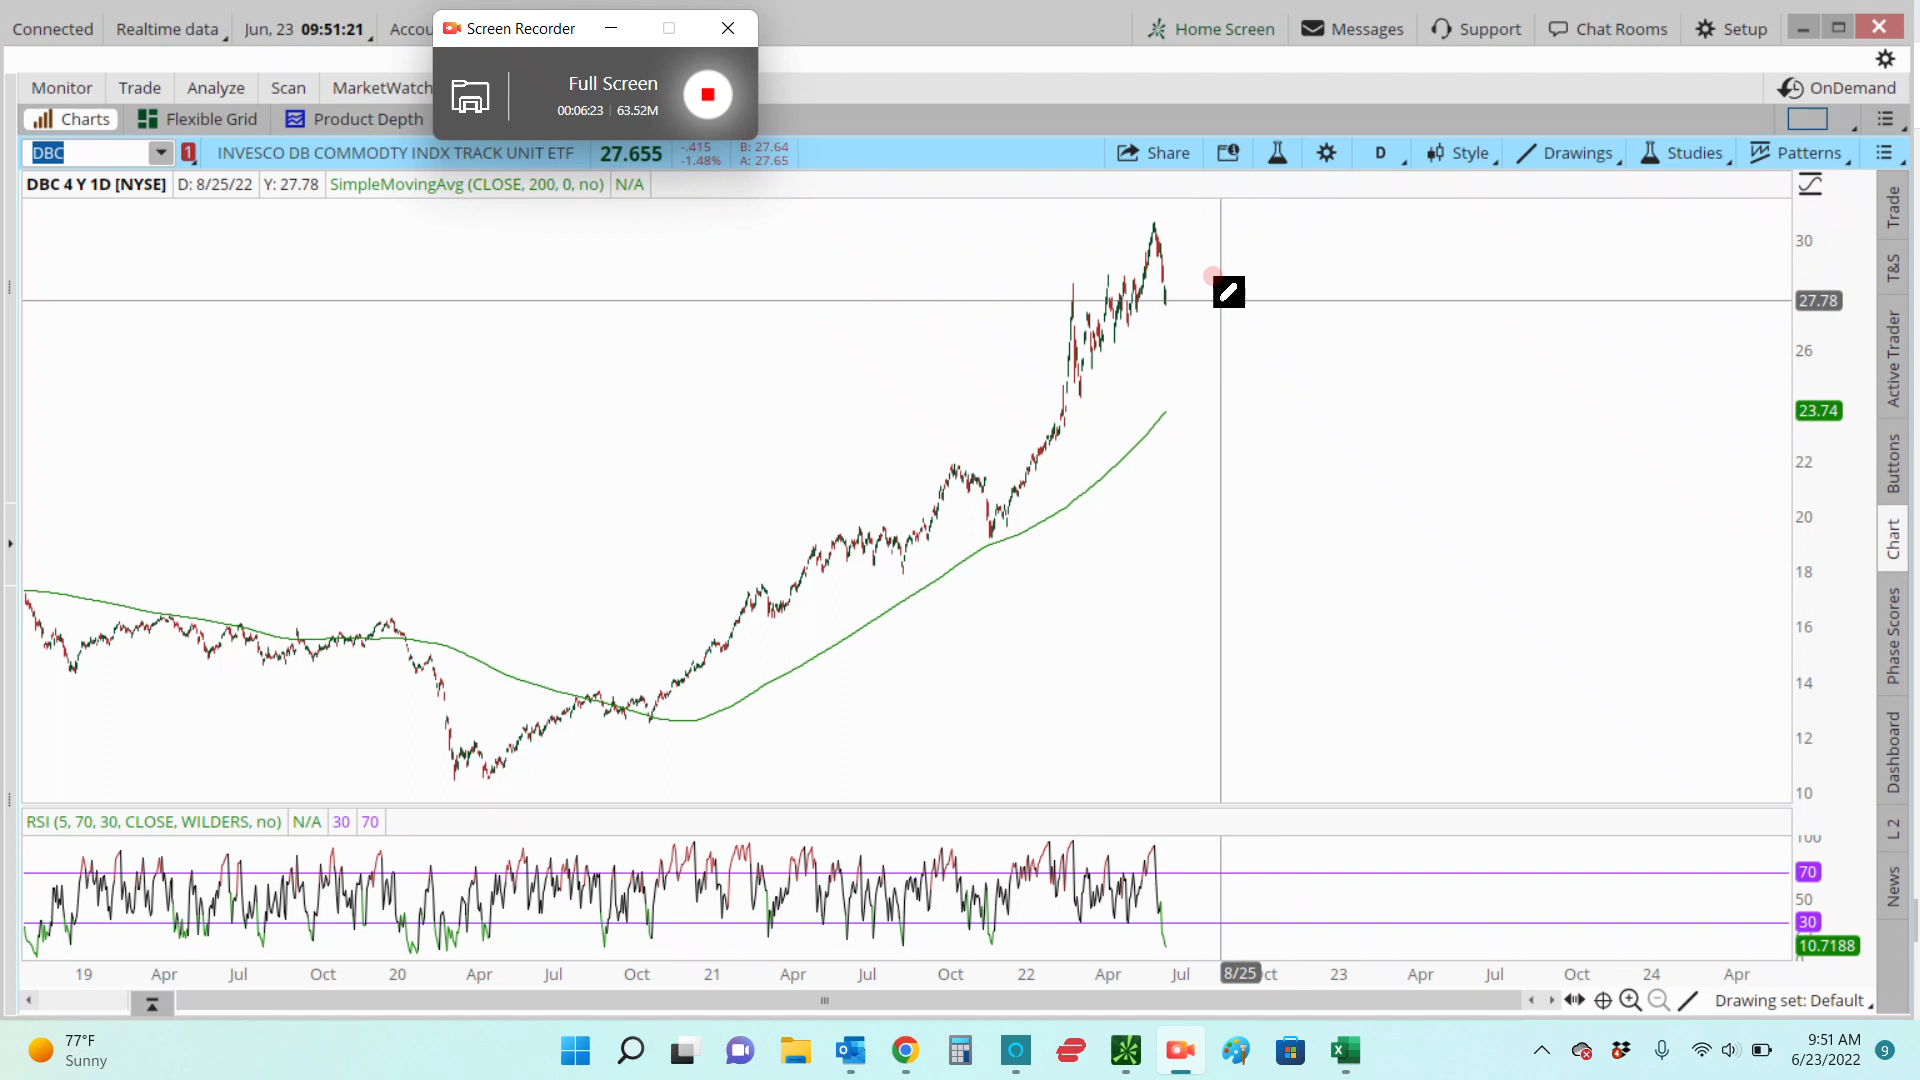 Connected Realtime data Jun, 23 09:51:21 Accou Screen Recorder Home Screen Messages Support Chat Rooms Setup
Monitor Trade Analyze Scan MarketWatch Full Screen OnDemand
00:06:23 63.52M
Charts Flexible Grid Product Depth
DBC 1 INVESCO DB COMMODTY INDX TRACK UNIT ETF 27.655 -.415 B: 27.64 Share D Style Drawings Studies Patterns
-1.48% A: 27.65
DBC 4 Y 1D [NYSE] D: 8/25/22 Y: 27.78 SimpleMovingAvg (CLOSE, 200, 0, no) N/A
30
27.78
26
23.74
22
20
18
16
14
12
10
Trade
T&S
Active Trader
Buttons
Chart
Phase Scores
Dashboard
L 2
News
RSI (5, 70, 30, CLOSE, WILDERS, no) N/A 30 70
100
70
50
30
10.7188
19 Apr Jul Oct 20 Apr Jul Oct 21 Apr Jul Oct 22 Apr Jul 8/25 ct 23 Apr Jul Oct 24 Apr
Drawing set: Default
77°F
Sunny
9:51 AM
6/23/2022
9